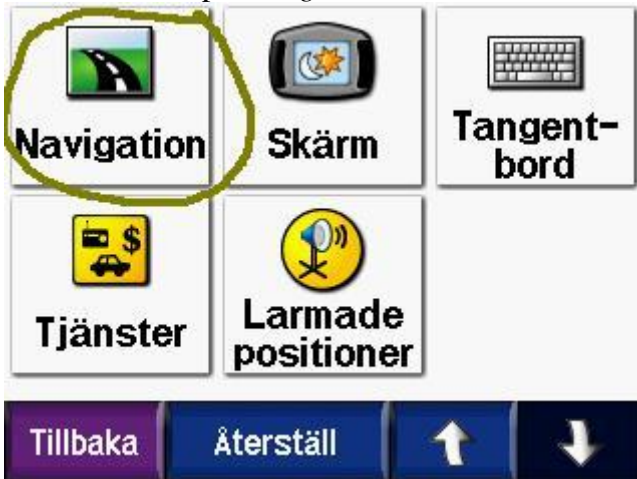 Navigation
Skärm
Tangent-
bord
$
Tjänster
Larmade
positioner
Tillbaka
Återställ